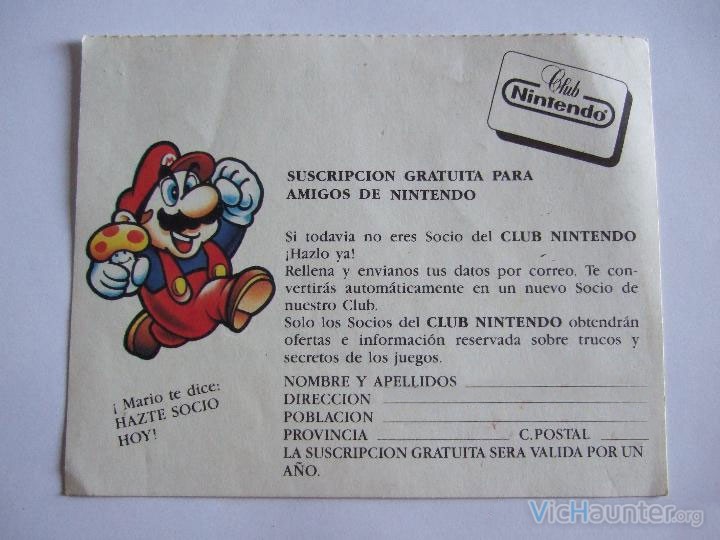 Club
Nintendo®
SUSCRIPCION GRATUITA PARA
AMIGOS DE NINTENDO
Si todavia no eres Socio del CLUB NINTENDO
¡Hazlo ya!
Rellena y envianos tus datos por correo. Te con-
vertirás automáticamente en un nuevo Socio de
nuestro Club.
Solo los Socios del CLUB NINTENDO obtendrán
ofertas e información reservada sobre trucos y
secretos de los juegos.
NOMBRE Y APELLIDOS
DIRECCION
POBLACION
PROVINCIA C.POSTAL
LA SUSCRIPCION GRATUITA SERA VALIDA POR UN
AÑO.
M
¡ Mario te dice:
HAZTE SOCIO
HOY!
VicHaunter.org